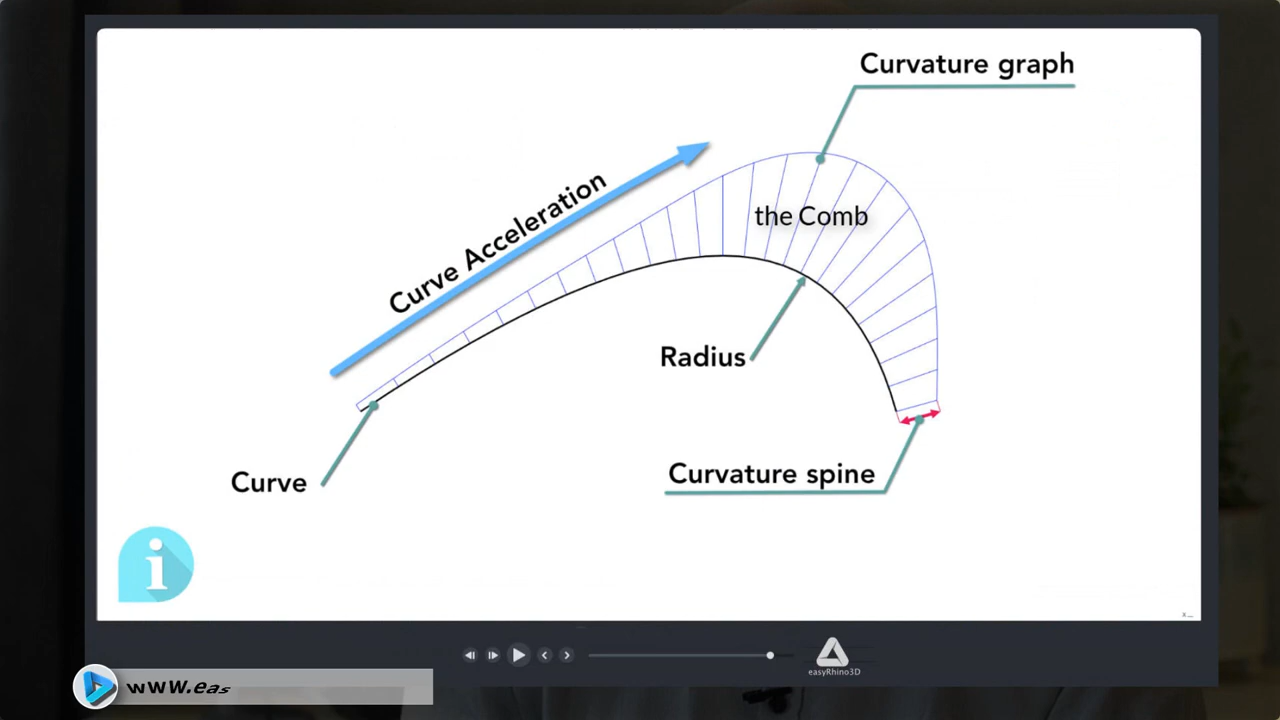 Curvature graph
Curve Acceleration
the Comb
Radius
Curvature spine
Curve
i
easyRhino3D
wWW.eas